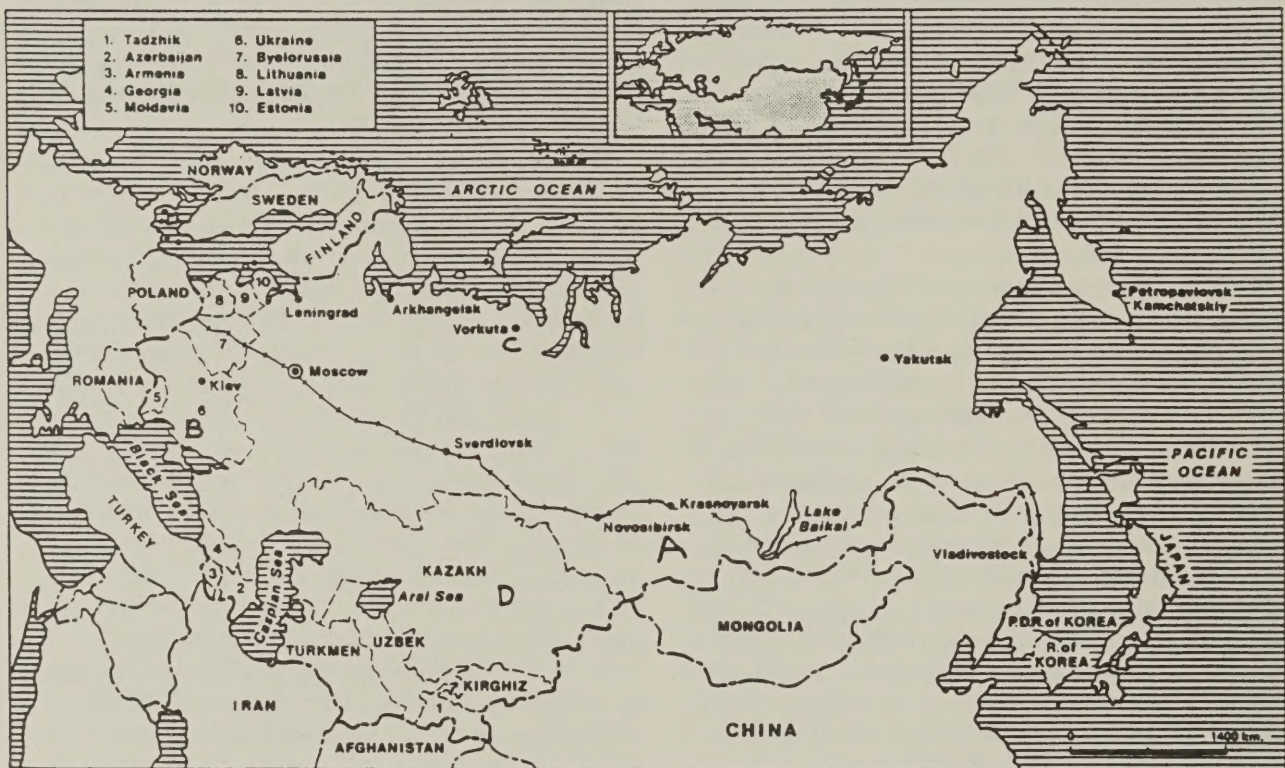 1. Tadzhik
2. Azerbaijan
3. Armenia
4. Georgia
5. Moldavia
6. Ukraine
7. Byelorussia
8. Lithuania
9. Latvia
10. Estonia
NORWAY
SWEDEN
FINLAND
ARCTIC OCEAN
POLAND
8
9
10
Leningrad
Arkhangelsk
Vorkuta
C
Petropavlovsk
Kamchatskiy
Yakutsk
7
Moscow
ROMANIA
5
Kiev
6
B
Sverdlovsk
PACIFIC
OCEAN
Black Sea
TURKEY
Krasnoyarsk
Novosibirsk
A
Lake
Baikal
Vladivostock
JAPAN
4
3
2
Caspian Sea
KAZAKH
Aral Sea
D
MONGOLIA
P.D.R. of KOREA
R. of
KOREA
TURKMEN
UZBEK
KIRGHIZ
1
IRAN
AFGHANISTAN
CHINA
0
1400 km.